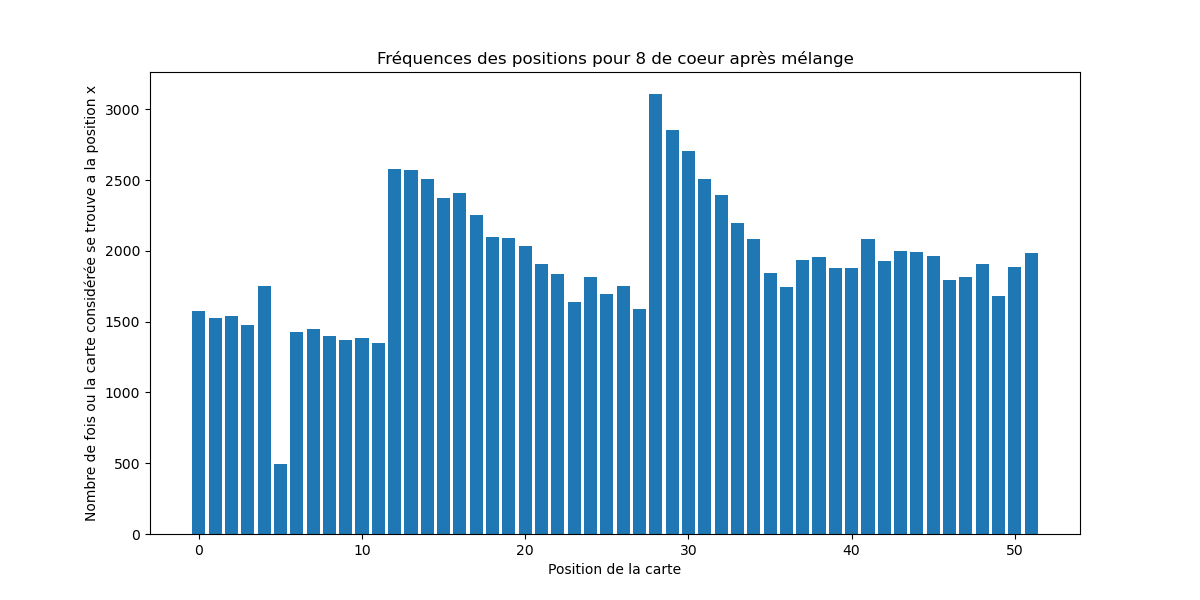 Fréquences des positions pour 8 de coeur après mélange
Nombre de fois ou la carte considérée se trouve a la position x
3000
2500
2000
1500
1000
500
0
0 10 20 30 40 50
Position de la carte